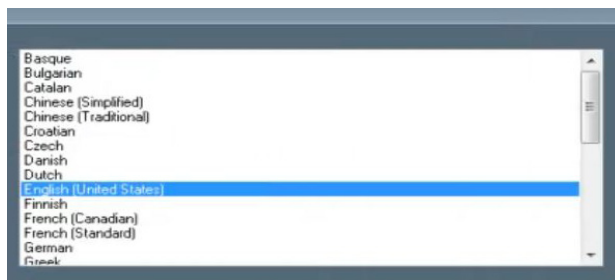 Basque
Bulgarian
Catalan
Chinese (Simplified)
Chinese (Traditional)
Croatian
Czech
Danish
Dutch
English (United States)
Finnish
French (Canadian)
French (Standard)
German
Greek